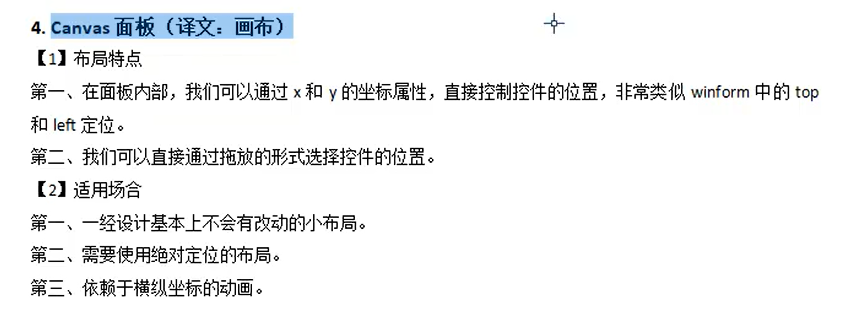 4. Canvas 面板（译文：画布）
【1】布局特点
第一、在面板内部，我们可以通过 x 和 y 的坐标属性，直接控制控件的位置，非常类似 winform 中的 top
和 left 定位。
第二、我们可以直接通过拖放的形式选择控件的位置。
【2】适用场合
第一、一经设计基本上不会有改动的小布局。
第二、需要使用绝对定位的布局。
第三、依赖于横纵坐标的动画。